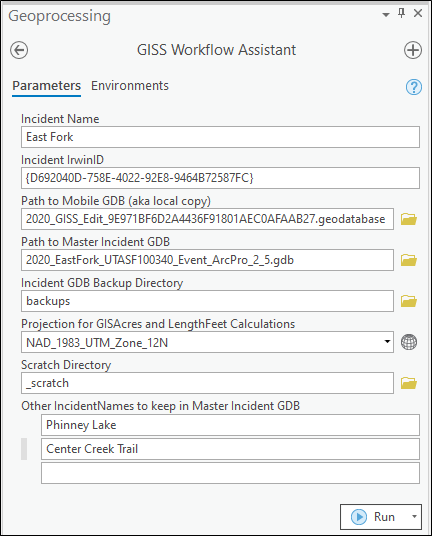 Geoprocessing
GISS Workflow Assistant
Parameters Environments
Incident Name
East Fork
Incident IrwinID
{D692040D-758E-4022-92E8-9464B72587FC}
Path to Mobile GDB (aka local copy)
2020_GISS_Edit_9E971BF6D2A4436F91801AEC0AFAAB27.geodatabase
Path to Master Incident GDB
2020_EastFork_UTASF100340_Event_ArcPro_2_5.gdb
Incident GDB Backup Directory
backups
Projection for GISAcres and LengthFeet Calculations
NAD_1983_UTM_Zone_12N
Scratch Directory
_scratch
Other IncidentNames to keep in Master Incident GDB
Phinney Lake
Center Creek Trail
Run